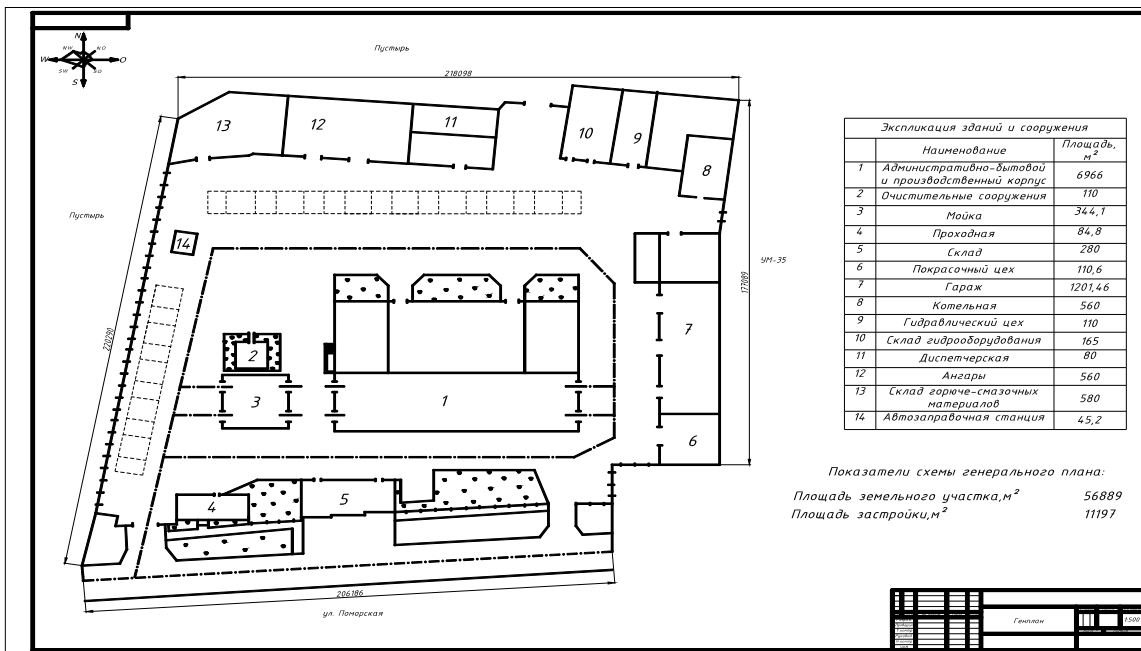 N
NW
NO
W
O
SW
SO
S
Пустырь
218098
13
12
11
10
9
8
Экспликация зданий и сооружения
Наименование
Площадь, м²
1 Административно-бытовой и производственный корпус 6966
2 Очистительные сооружения 110
3 Мойка 344,1
4 Проходная 84,8
5 Склад 280
6 Покрасочный цех 110,6
7 Гараж 1201,46
8 Котельная 560
9 Гидравлический цех 110
10 Склад гидрооборудования 165
11 Диспетчерская 80
12 Ангары 560
13 Склад горюче-смазочных материалов 580
14 Автозаправочная станция 45,2
Пустырь
14
УМ-35
177089
220290
7
2
3
1
6
4
5
Показатели схемы генерального плана:
Площадь земельного участка,м² 56889
Площадь застройки,м² 11197
206186
ул. Поморская
Генплан
1:500